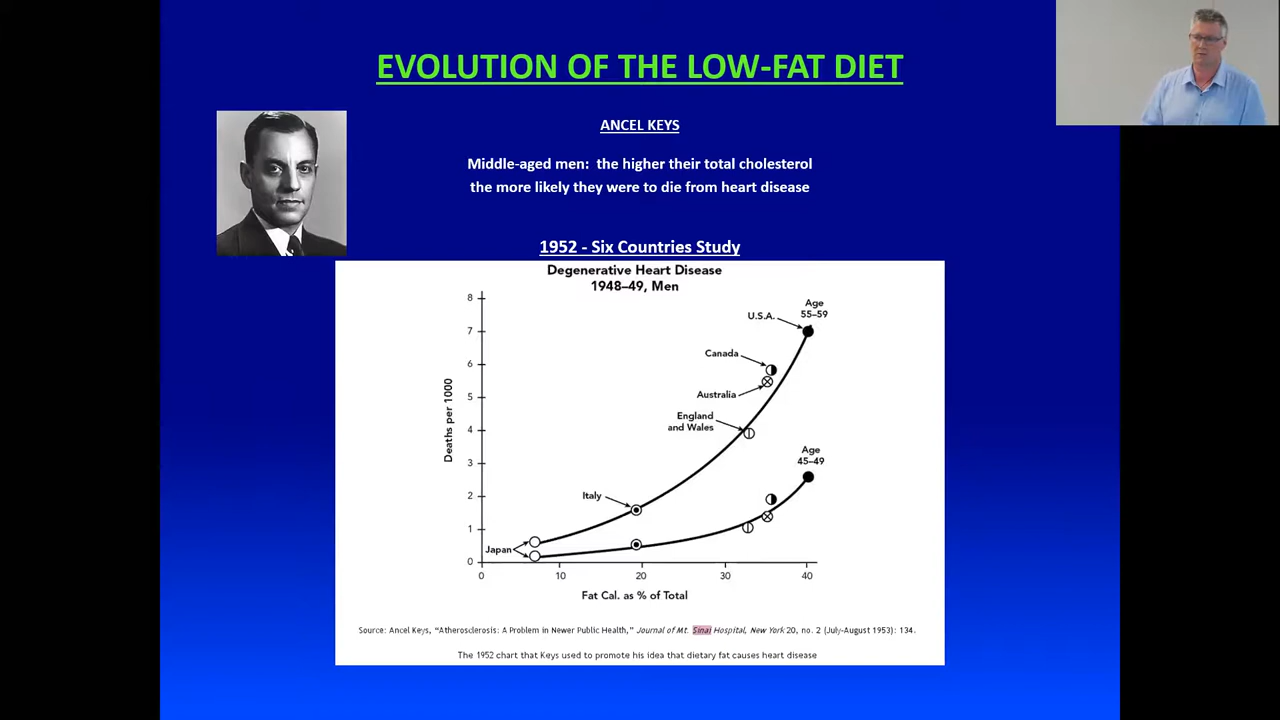 EVOLUTION OF THE LOW-FAT DIET
ANCEL KEYS
Middle-aged men: the higher their total cholesterol
the more likely they were to die from heart disease
1952 - Six Countries Study
Degenerative Heart Disease
1948–49, Men
8
7
6
5
4
3
2
1
0
Deaths per 1000
U.S.A.
Age
55–59
Canada
Australia
England
and Wales
Age
45–49
Italy
Japan
0
10
20
30
40
Fat Cal. as % of Total
Source: Ancel Keys, “Atherosclerosis: A Problem in Newer Public Health,” Journal of Mt. Sinai Hospital, New York 20, no. 2 (July-August 1953): 134.
The 1952 chart that Keys used to promote his idea that dietary fat causes heart disease